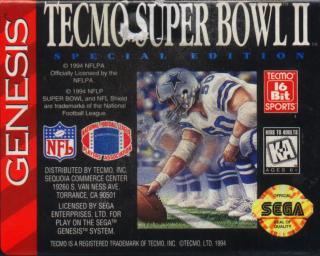 GENESIS
TECMO SUPER BOWL II
SPECIAL EDITION
© 1994 NFLPA
Officially Licensed by the
NFLPA
© 1994 NFLP
SUPER BOWL and NFL Shield
are trademarks of the National
Football League.
NFL
DISTRIBUTED BY TECMO, INC.
SEQUOIA COMMERCE CENTER
19260 S. VAN NESS AVE.
TORRANCE, CA 90501
LICENSED BY SEGA
ENTERPRISES. LTD. FOR
PLAY ON THE SEGA™
GENESIS™ SYSTEM.
TECMO IS A REGISTERED TRADEMARK OF TECMO, INC. ©TECMO, LTD. 1994
TECMO
16
Bit
SPORTS
KIDS TO ADULTS
K-A
AGES 6+
OFFICIAL
SEGA
SEAL OF
QUALITY